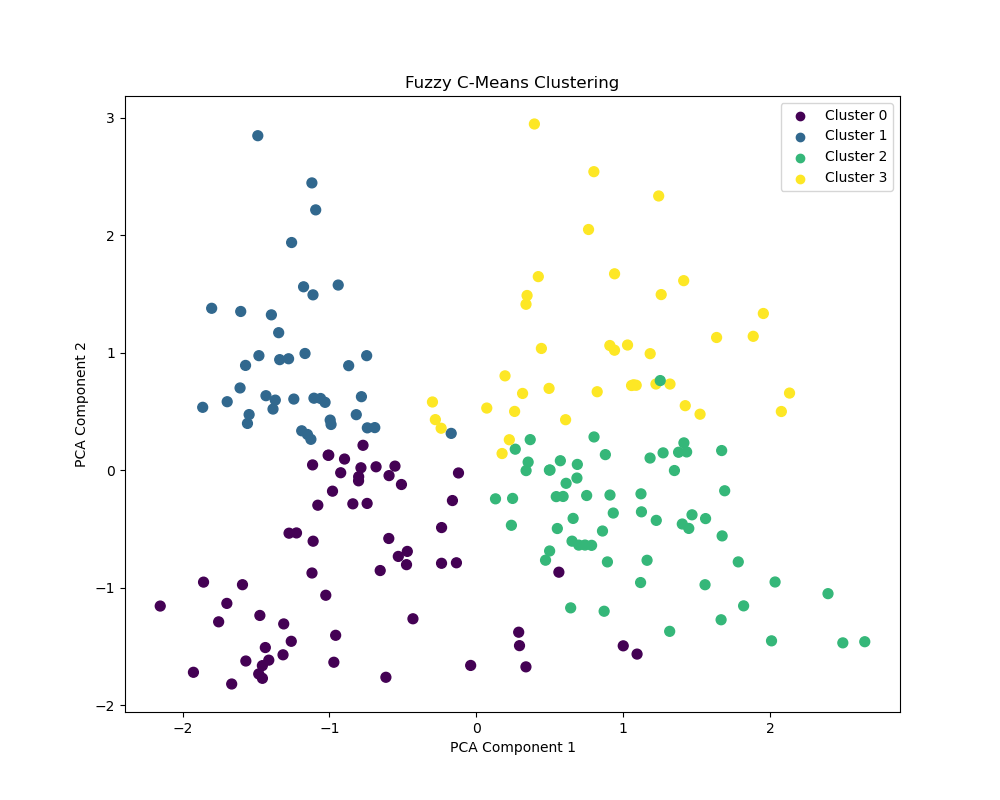 Fuzzy C-Means Clustering
Cluster 0
Cluster 1
Cluster 2
Cluster 3
3
2
1
0
−1
−2
PCA Component 2
−2
−1
0
1
2
PCA Component 1